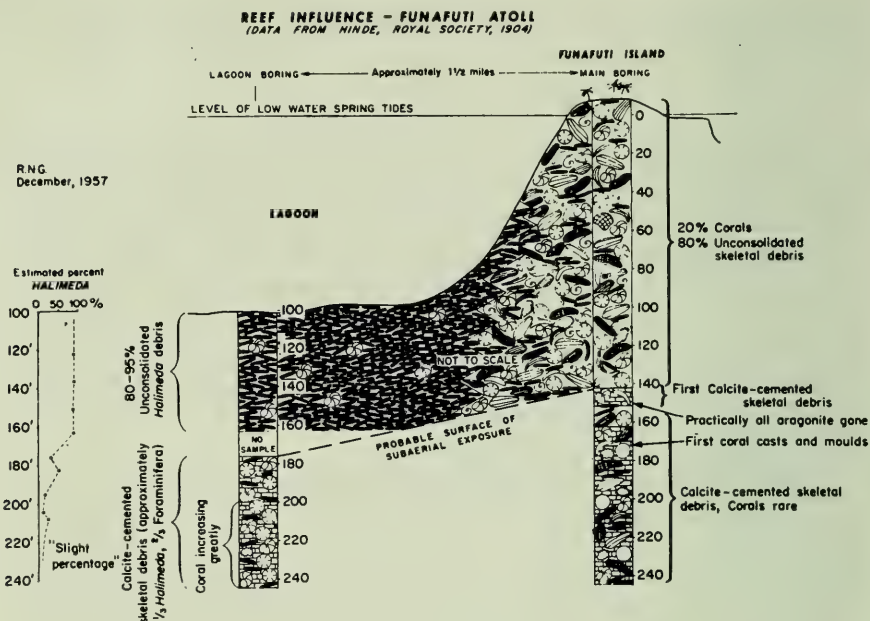 REEF INFLUENCE – FUNAFUTI ATOLL
(DATA FROM HINDE, ROYAL SOCIETY, 1904)
FUNAFUTI ISLAND
LAGOON BORING
Approximately 1 1/2 miles
MAIN BORING
LEVEL OF LOW WATER SPRING TIDES
R.N.G.
December, 1957
LAGOON
0
20
40
60
80
100
120
140
160
180
200
220
240
20% Corals
80% Unconsolidated
skeletal debris
First Calcite-cemented
skeletal debris
Practically all aragonite gone
First coral casts and moulds
Calcite-cemented skeletal
debris, Corals rare
Estimated percent
HALIMEDA
0 50 100%
100'
120'
140'
160'
180'
200'
220'
240'
"Slight
percentage"
80-95%
Unconsolidated
Halimeda debris
Calcite-cemented
skeletal debris (approximately
1/3 Halimeda, 2/3 Foraminifera)
Coral increasing
greatly
100
120
140
160
NO
SAMPLE
180
200
220
240
NOT TO SCALE
PROBABLE SURFACE OF
SUBAERIAL EXPOSURE